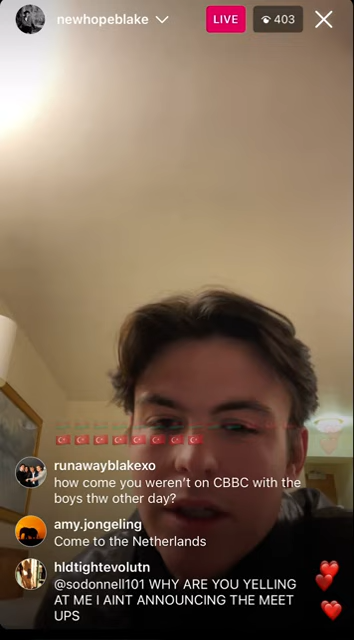 newhopeblake
LIVE
403
runawayblakexo
how come you weren't on CBBC with the
boys thw other day?
amy.jongeling
Come to the Netherlands
hldtightevolutn
@sodonnell101 WHY ARE YOU YELLING
AT ME I AINT ANNOUNCING THE MEET
UPS